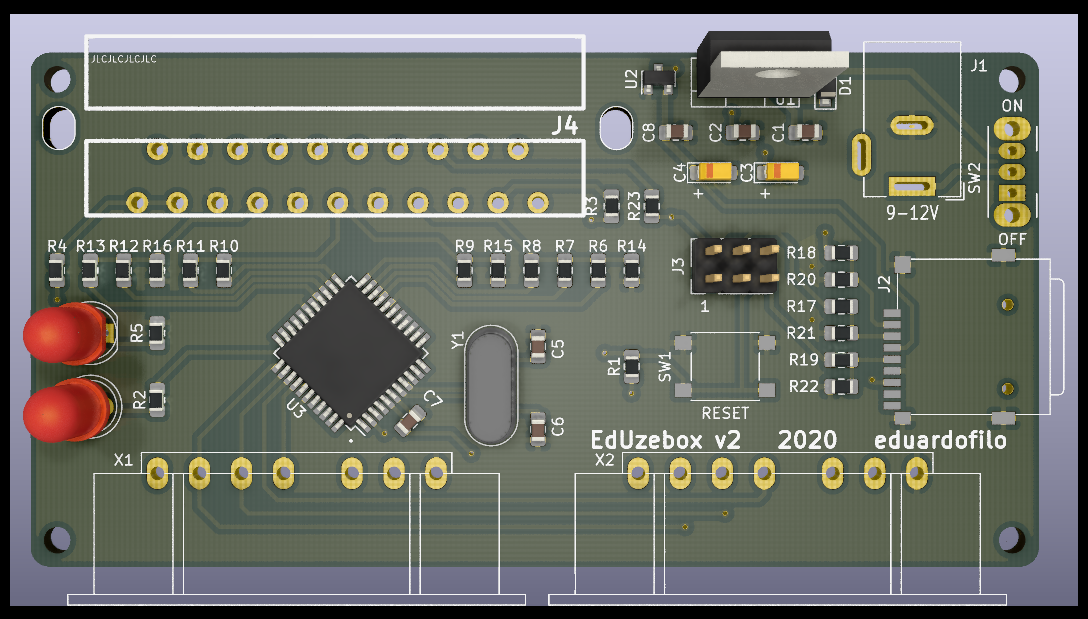 JLCJLCJLCJLC
J4
U2
U1
D1
J1
ON
C8
C2
C1
C4
C3
+
+
SW2
9-12V
OFF
R3
R23
R4 R13 R12 R16 R11 R10
R9 R15 R8 R7 R6 R14
J3
1
R18
R20
R17
R21
R19
R22
J2
R5
R2
U3
C7
Y1
C5
C6
R1
SW1
RESET
EdUzebox v2 2020 eduardofilo
X1
X2